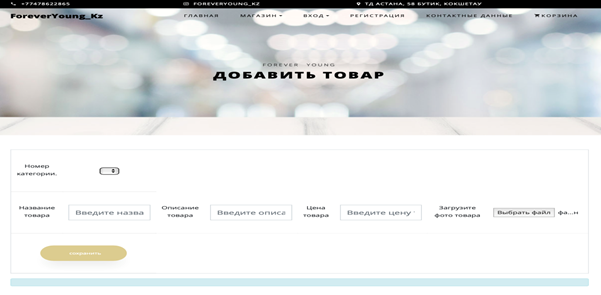 +77478622865 FOREVERYOUNG_KZ ТД АСТАНА, 58 БУТИК, КОКШЕТАУ
ForeverYoung_Kz ГЛАВНАЯ МАГАЗИН ВХОД РЕГИСТРАЦИЯ КОНТАКТНЫЕ ДАННЫЕ КОРЗИНА
FOREVER YOUNG
ДОБАВИТЬ ТОВАР
Номер
категории.
Название
товара
Введите назва
Описание
товара
Введите описа
Цена
товара
Введите цену
Загрузите
фото товара
Выбрать файл фа...н
СОХРАНИТЬ